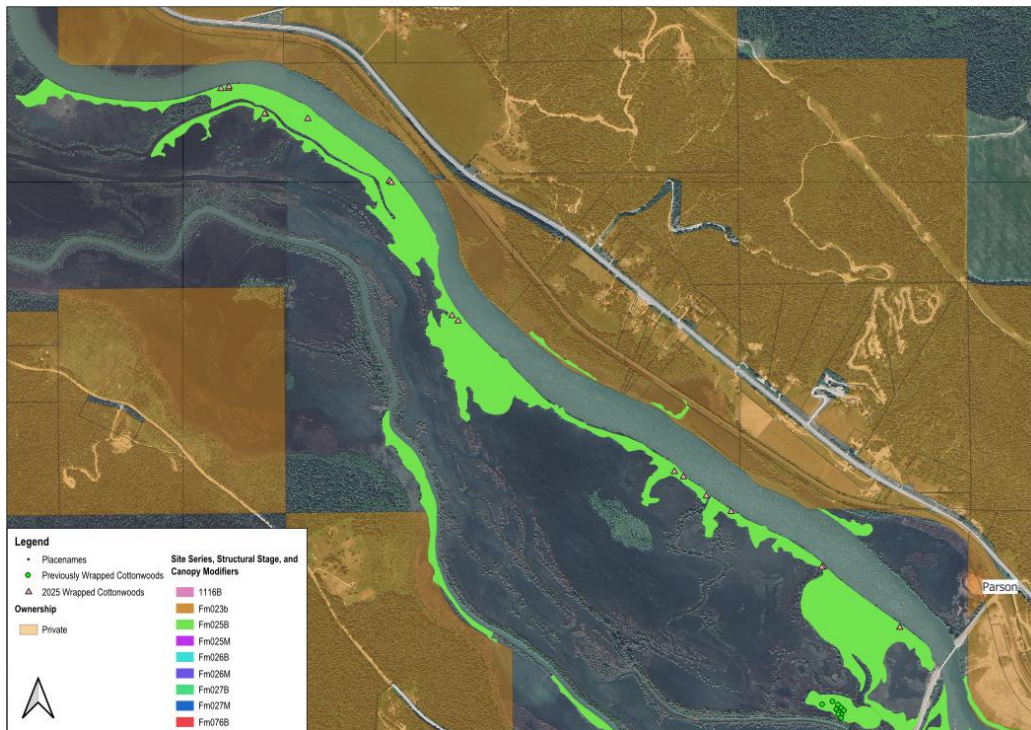 Parson
Legend
Placenames
Previously Wrapped Cottonwoods
2025 Wrapped Cottonwoods
Ownership
Private
Site Series, Structural Stage, and
Canopy Modifiers
1116B
Fm023b
Fm025B
Fm025M
Fm026B
Fm026M
Fm027B
Fm027M
Fm076B